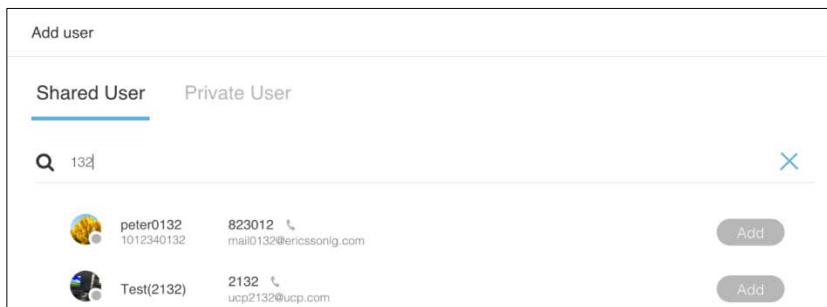 Add user
Shared User Private User
132
peter0132 823012
1012340132 mail0132@ericssonlg.com
Add
Test(2132) 2132
ucp2132@ucp.com
Add